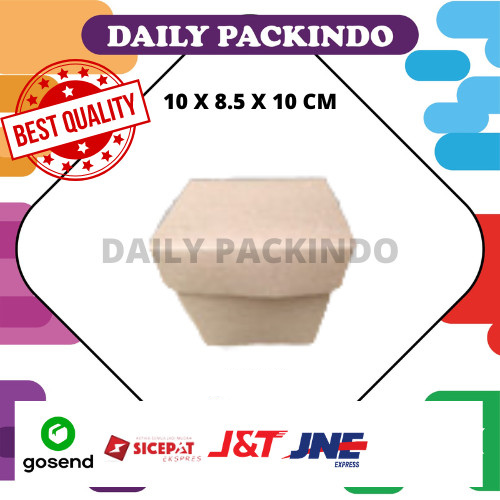 DAILY PACKINDO
BEST QUALITY
10 X 8.5 X 10 CM
DAILY PACKINDO
gosend
SICEPAT
EKSPRES
J&T
JNE
EXPRESS